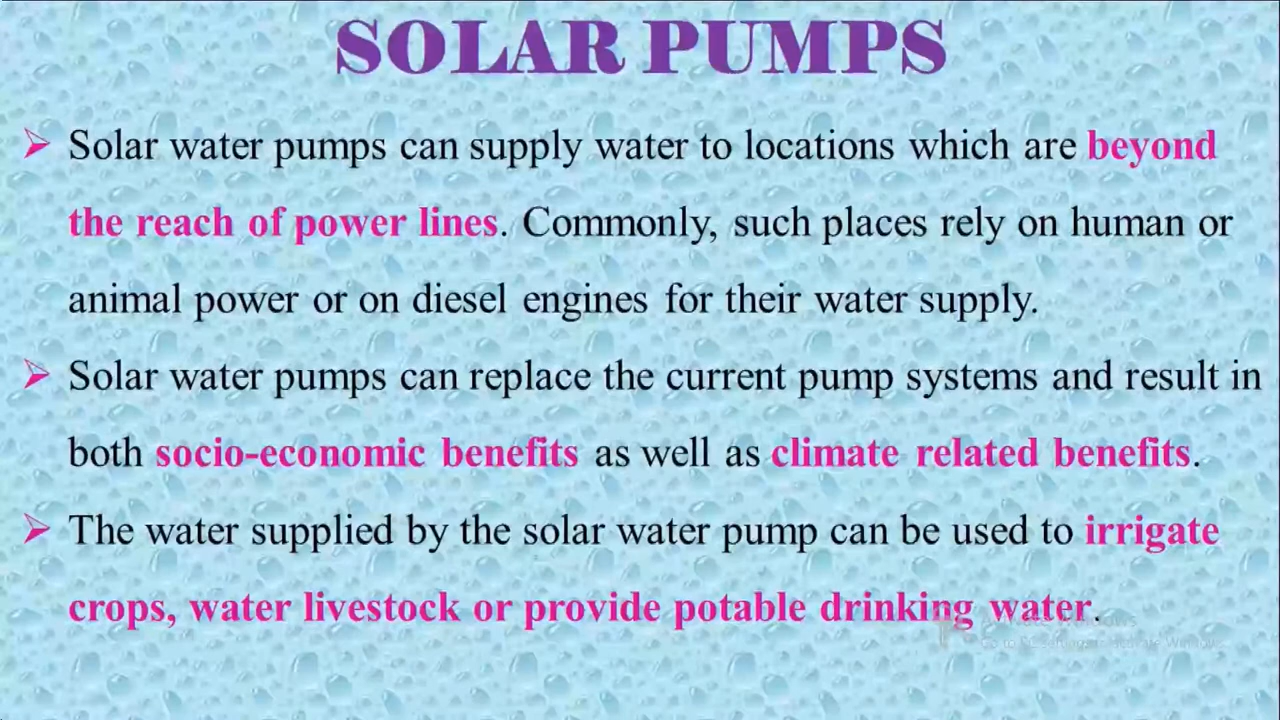 SOLAR PUMPS
Solar water pumps can supply water to locations which are beyond
the reach of power lines. Commonly, such places rely on human or
animal power or on diesel engines for their water supply.
Solar water pumps can replace the current pump systems and result in
both socio-economic benefits as well as climate related benefits.
The water supplied by the solar water pump can be used to irrigate
crops, water livestock or provide potable drinking water.